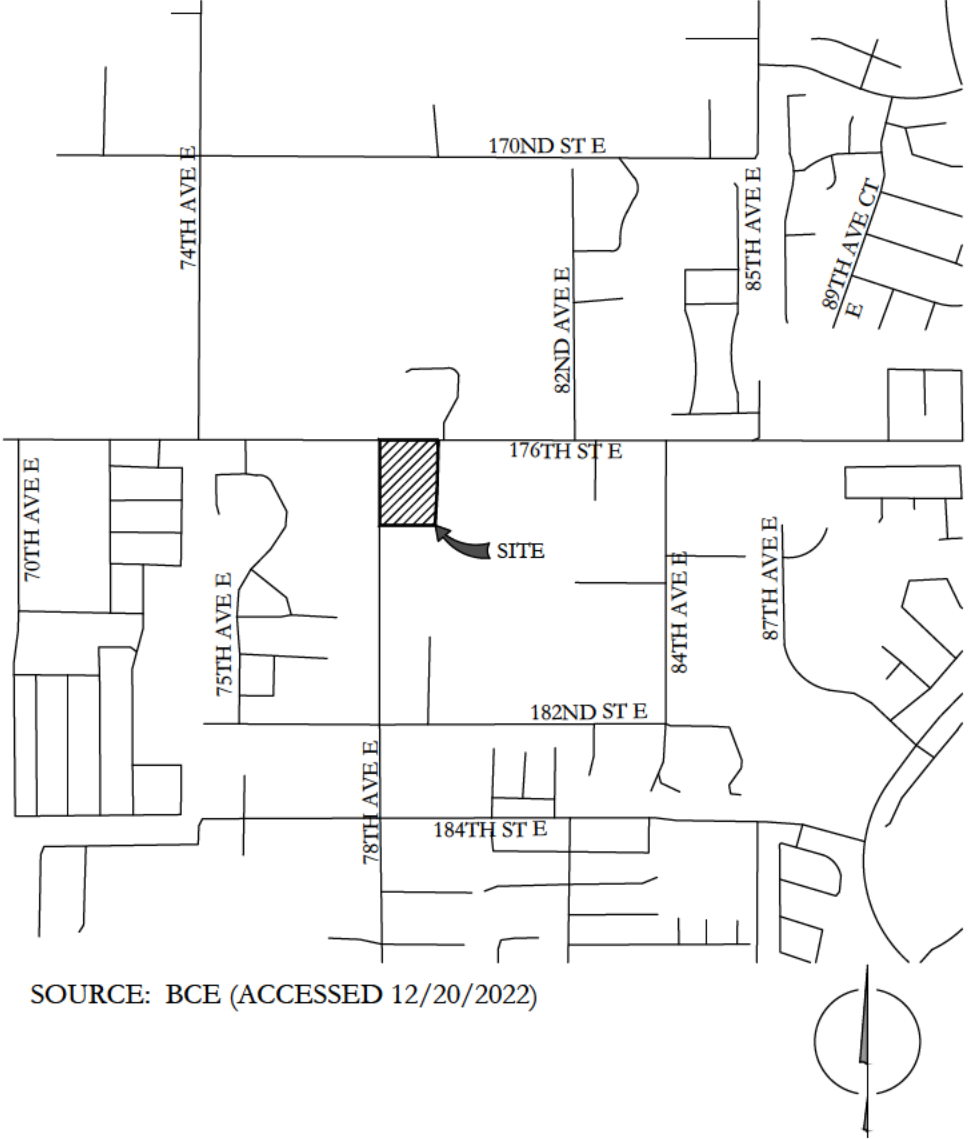 170ND ST E
74TH AVE E
85TH AVE E
89TH AVE CT
E
82ND AVE E
176TH ST E
70TH AVE E
SITE
75TH AVE E
84TH AVE E
87TH AVE E
182ND ST E
78TH AVE E
184TH ST E
SOURCE: BCE (ACCESSED 12/20/2022)